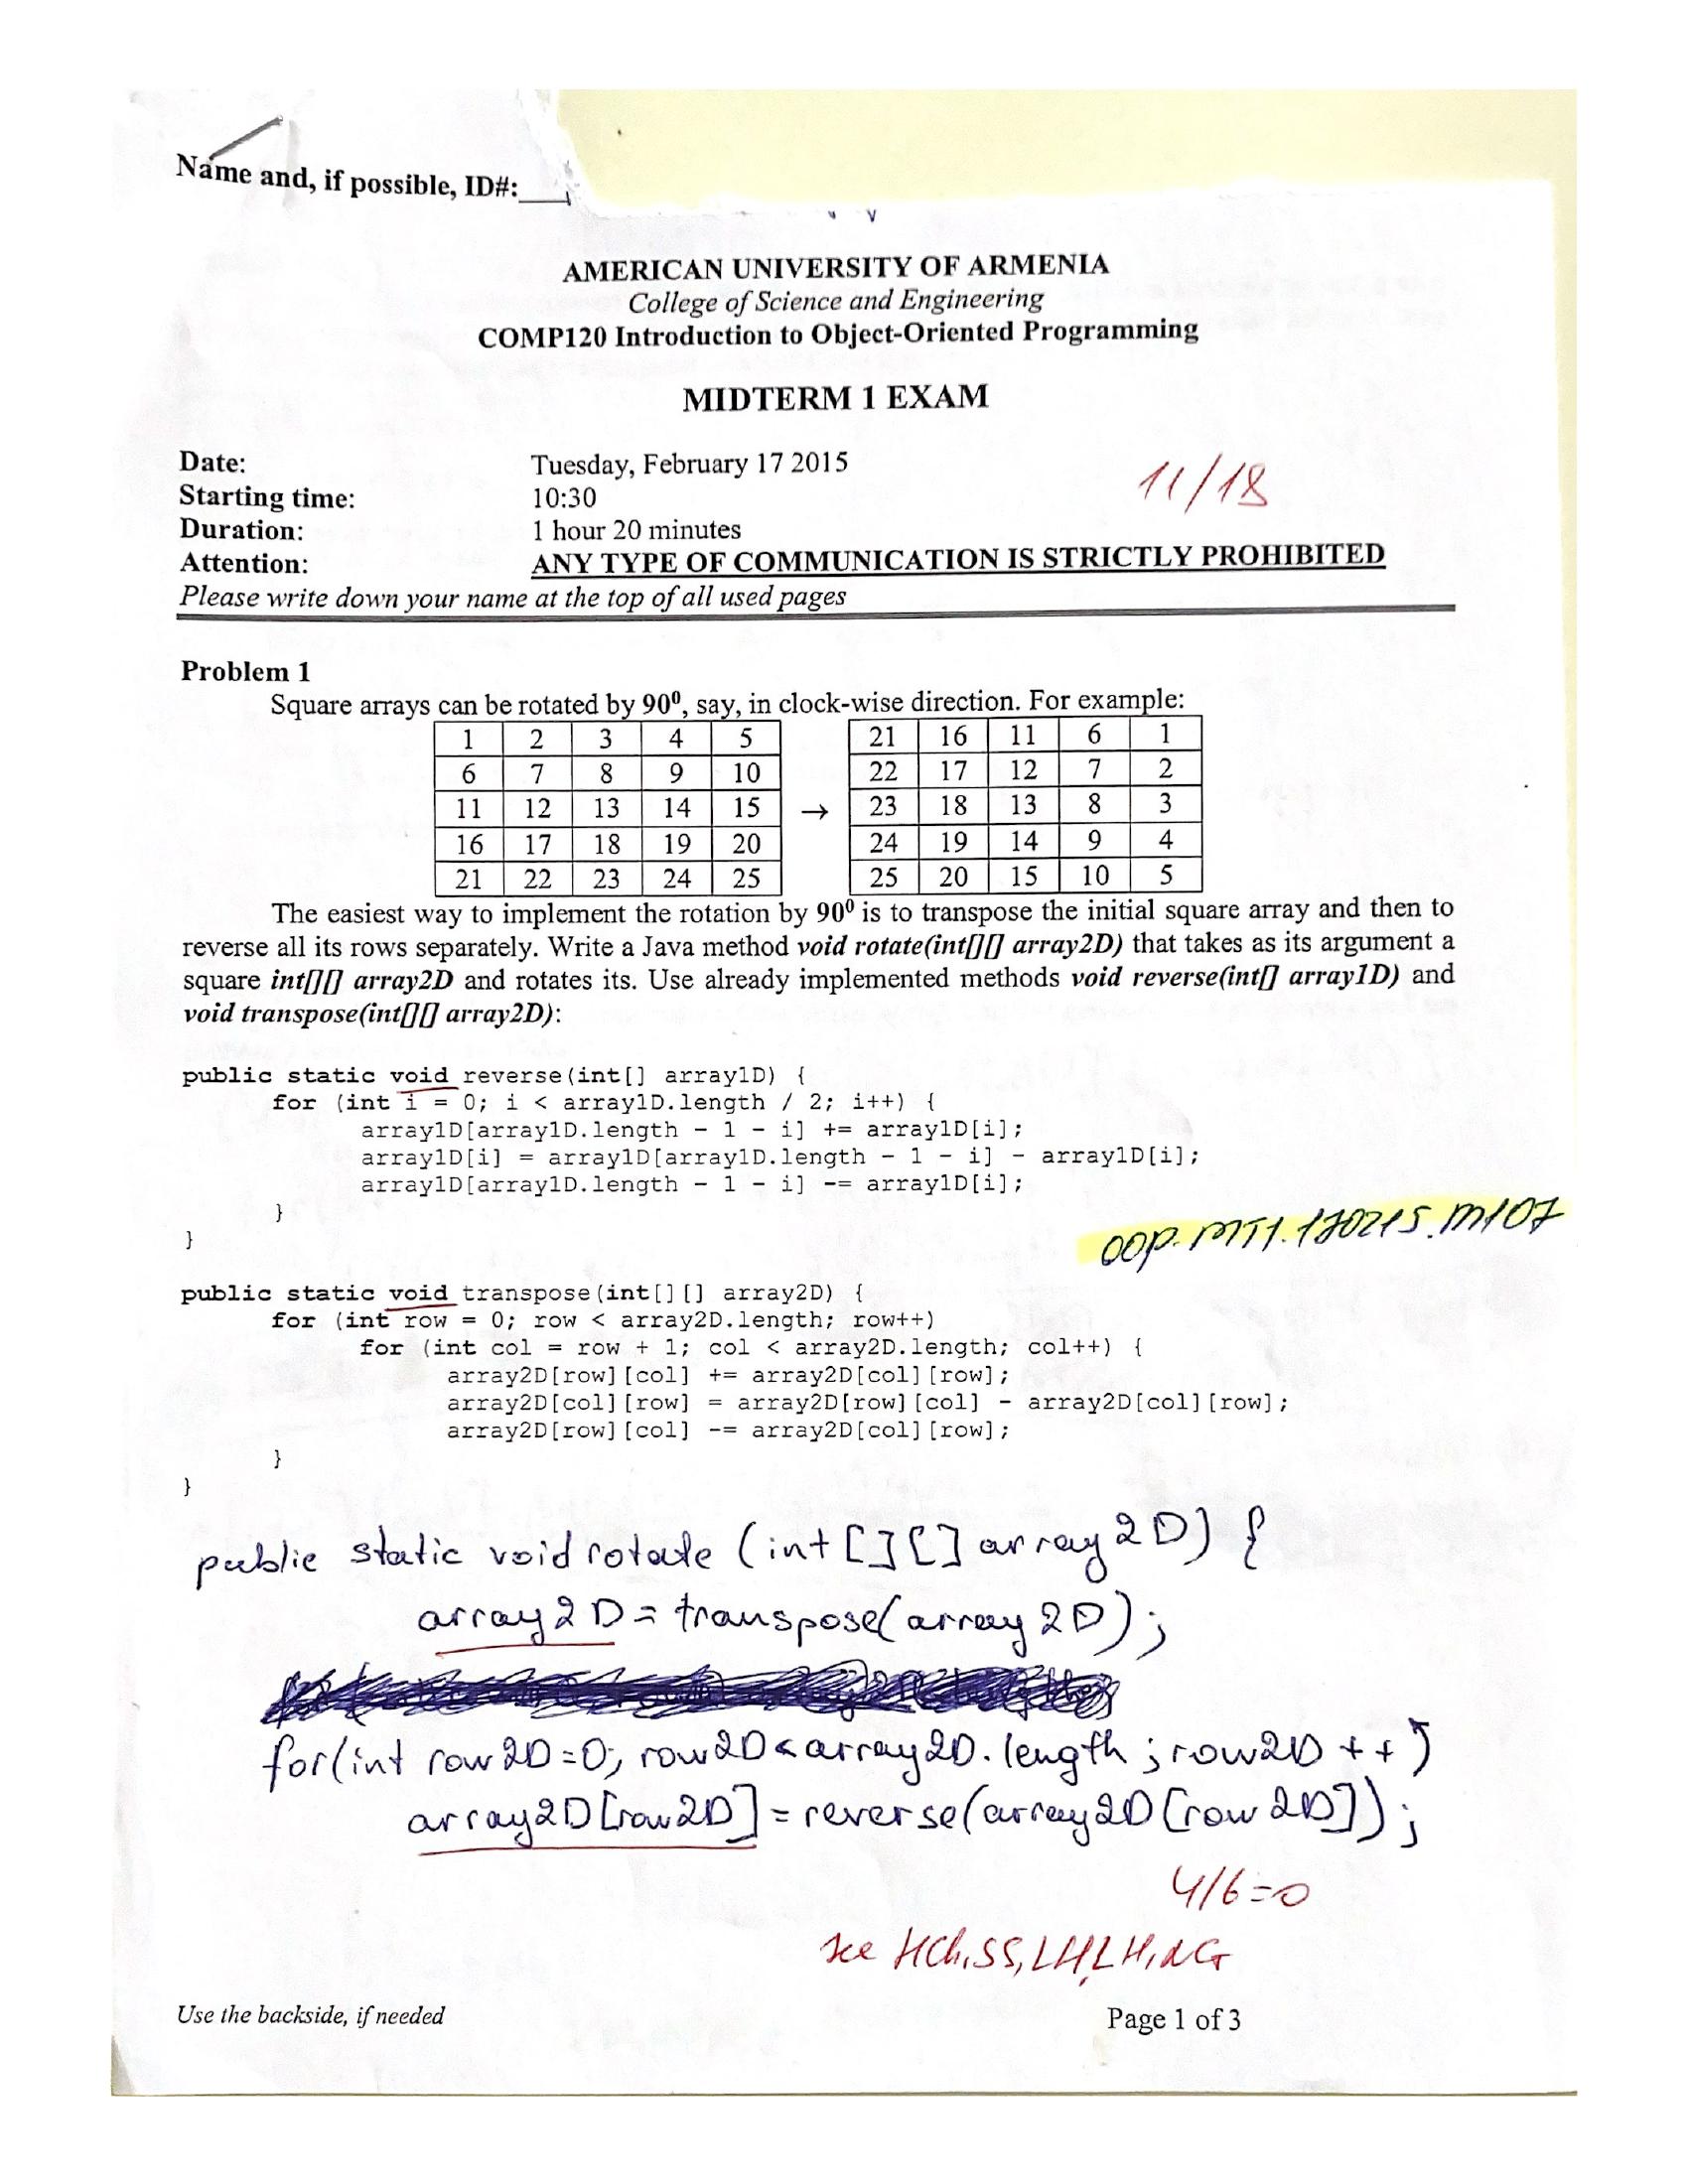 Name and, if possible, ID#:
AMERICAN UNIVERSITY OF ARMENIA
College of Science and Engineering
COMP120 Introduction to Object-Oriented Programming
MIDTERM 1 EXAM
Date: Tuesday, February 17 2015
11/18
Starting time: 10:30
Duration: 1 hour 20 minutes
Attention: ANY TYPE OF COMMUNICATION IS STRICTLY PROHIBITED
Please write down your name at the top of all used pages
Problem 1
Square arrays can be rotated by 90⁰, say, in clock-wise direction. For example:
1 2 3 4 5 21 16 11 6 1
6 7 8 9 10 22 17 12 7 2
11 12 13 14 15 → 23 18 13 8 3
16 17 18 19 20 24 19 14 9 4
21 22 23 24 25 25 20 15 10 5
The easiest way to implement the rotation by 90⁰ is to transpose the initial square array and then to
reverse all its rows separately. Write a Java method void rotate(int[][] array2D) that takes as its argument a
square int[][] array2D and rotates its. Use already implemented methods void reverse(int[] array1D) and
void transpose(int[][] array2D):
public static void reverse(int[] array1D) {
for (int i = 0; i < array1D.length / 2; i++) {
array1D[array1D.length - 1 - i] += array1D[i];
array1D[i] = array1D[array1D.length - 1 - i] - array1D[i];
array1D[array1D.length - 1 - i] -= array1D[i];
}
}
OOP.MT1.170215.M107
public static void transpose(int[][] array2D) {
for (int row = 0; row < array2D.length; row++)
for (int col = row + 1; col < array2D.length; col++) {
array2D[row][col] += array2D[col][row];
array2D[col][row] = array2D[row][col] - array2D[col][row];
array2D[row][col] -= array2D[col][row];
}
}
public static void rotate (int [][] array2D) {
array2D = transpose(array2D);
for(int row2D=0; row2D<array2D.length; row2D++)
array2D[row2D] = reverse(array2D[row2D]);
4/6=0
see HCh,SS,LH,LH,NG
Use the backside, if needed Page 1 of 3